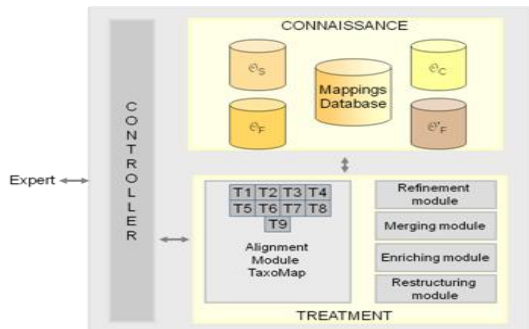 CONNAISSANCE
CONTROLLER
Mappings
Database
Expert
T1 T2 T3 T4
T5 T6 T7 T8
T9
Alignment
Module
TaxoMap
Refinement
module
Merging module
Enriching module
Restructuring
module
TREATMENT